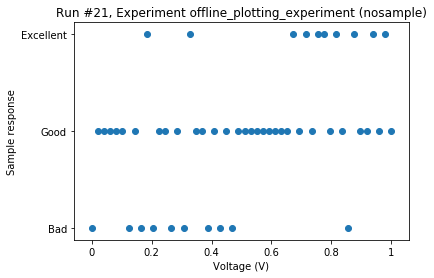 Run #21, Experiment offline_plotting_experiment (nosample)
Excellent
Good
Bad
Sample response
0
0.2
0.4
0.6
0.8
1
Voltage (V)